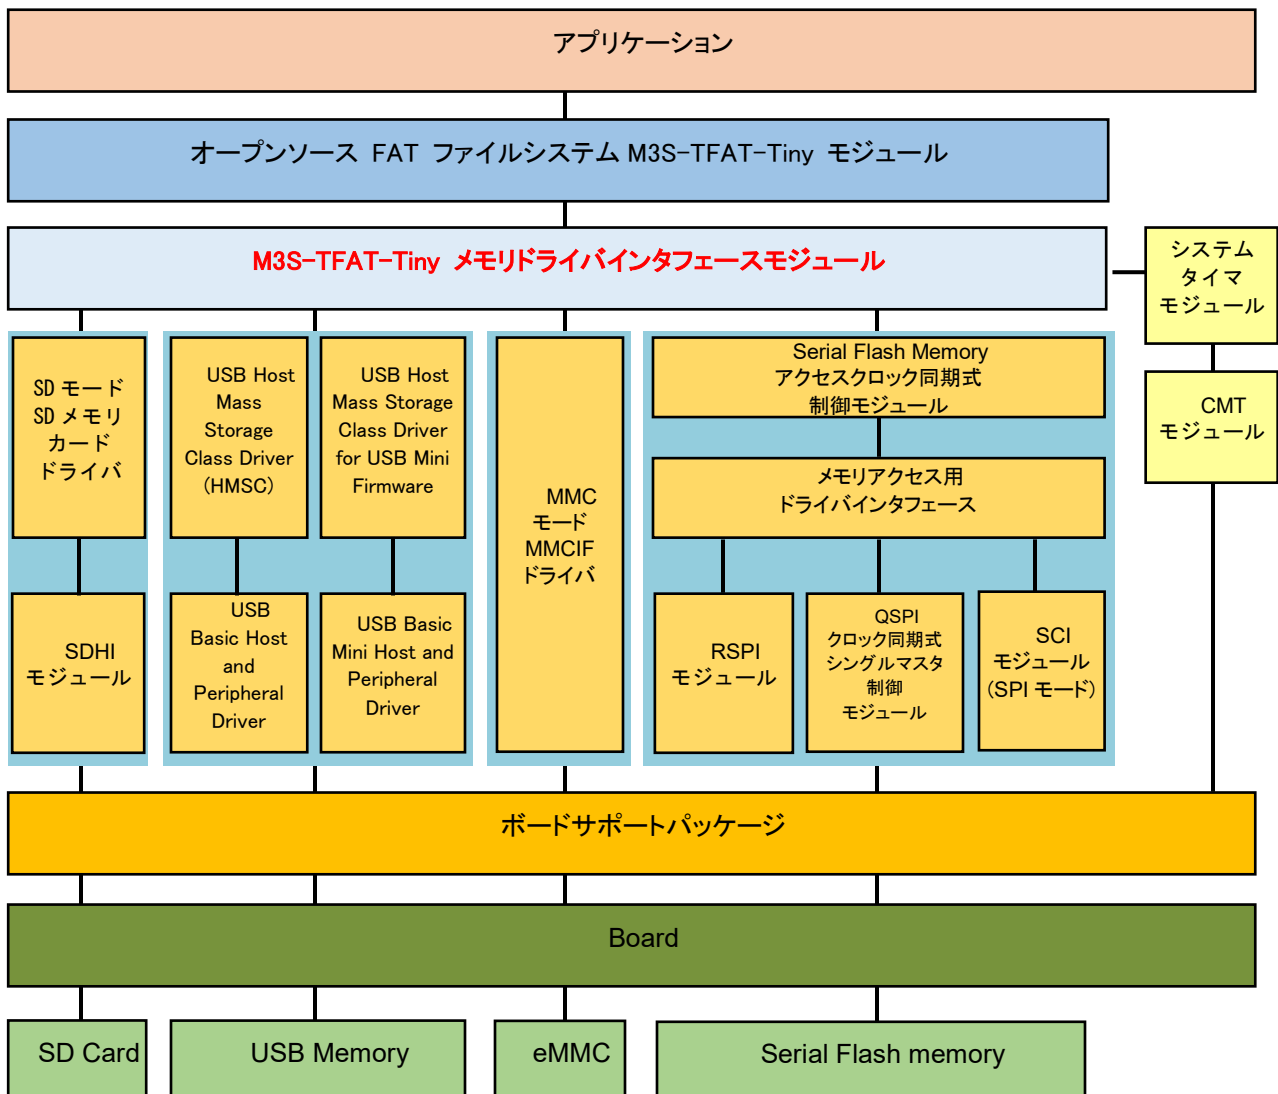 アプリケーション
オープンソース FAT ファイルシステム M3S-TFAT-Tiny モジュール
M3S-TFAT-Tiny メモリドライバインタフェースモジュール
システム
タイマ
モジュール
CMT
モジュール
SD モード
SD メモリ
カード
ドライバ
SDHI
モジュール
USB Host
Mass
Storage
Class Driver
(HMSC)
USB Host
Mass Storage
Class Driver
for USB Mini
Firmware
USB
Basic Host
and
Peripheral
Driver
USB Basic
Mini Host and
Peripheral
Driver
MMC
モード
MMCIF
ドライバ
Serial Flash Memory
アクセスクロック同期式
制御モジュール
メモリアクセス用
ドライバインタフェース
RSPI
モジュール
QSPI
クロック同期式
シングルマスタ
制御
モジュール
SCI
モジュール
(SPI モード)
ボードサポートパッケージ
Board
SD Card
USB Memory
eMMC
Serial Flash memory